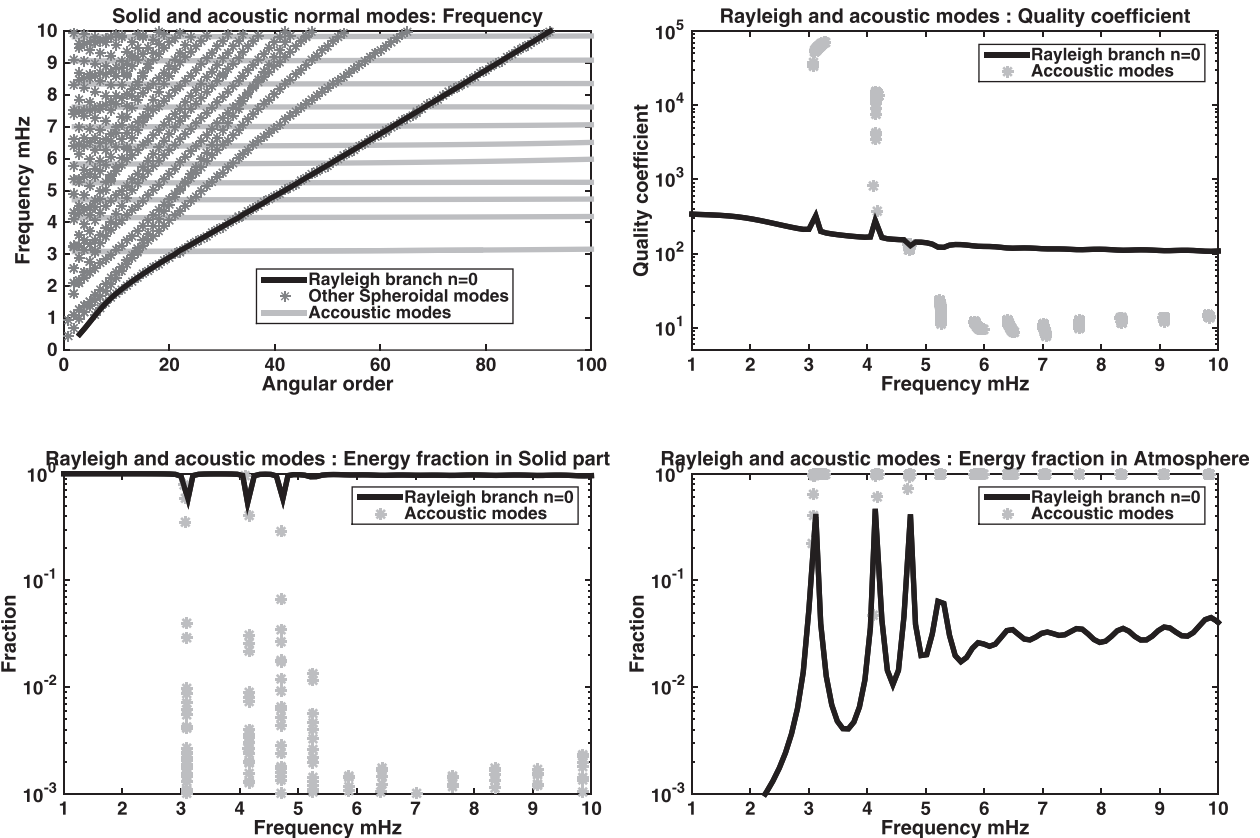 Solid and acoustic normal modes: Frequency
10
9
8
7
6
5
4
3
2
1
0
Frequency mHz
Rayleigh branch n=0
Other Spheroidal modes
Accoustic modes
0 20 40 60 80 100
Angular order
Rayleigh and acoustic modes : Quality coefficient
10^5
10^4
10^3
10^2
10^1
Quality coefficient
Rayleigh branch n=0
Accoustic modes
1 2 3 4 5 6 7 8 9 10
Frequency mHz
Rayleigh and acoustic modes : Energy fraction in Solid part
10^0
10^-1
10^-2
10^-3
Fraction
Rayleigh branch n=0
Accoustic modes
1 2 3 4 5 6 7 8 9 10
Frequency mHz
Rayleigh and acoustic modes : Energy fraction in Atmosphere
10^0
10^-1
10^-2
10^-3
Fraction
Rayleigh branch n=0
Accoustic modes
1 2 3 4 5 6 7 8 9 10
Frequency mHz